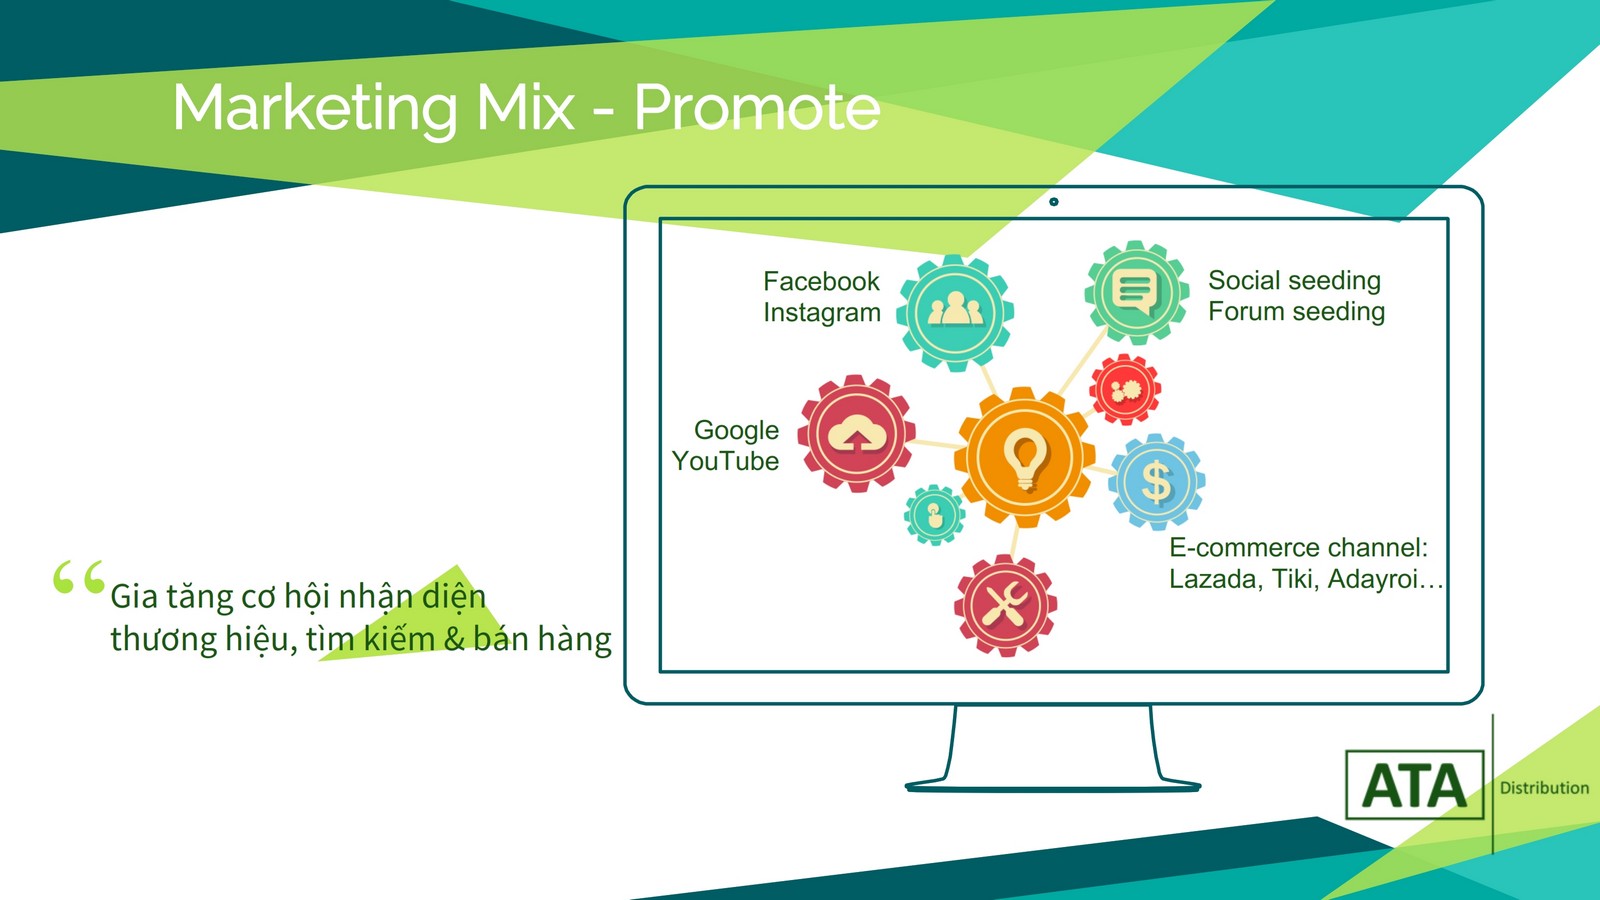 Marketing Mix - Promote
Facebook
Instagram
Social seeding
Forum seeding
Google
YouTube
E-commerce channel:
Lazada, Tiki, Adayroi…
“Gia tăng cơ hội nhận diện
thương hiệu, tìm kiếm & bán hàng
ATA
Distribution